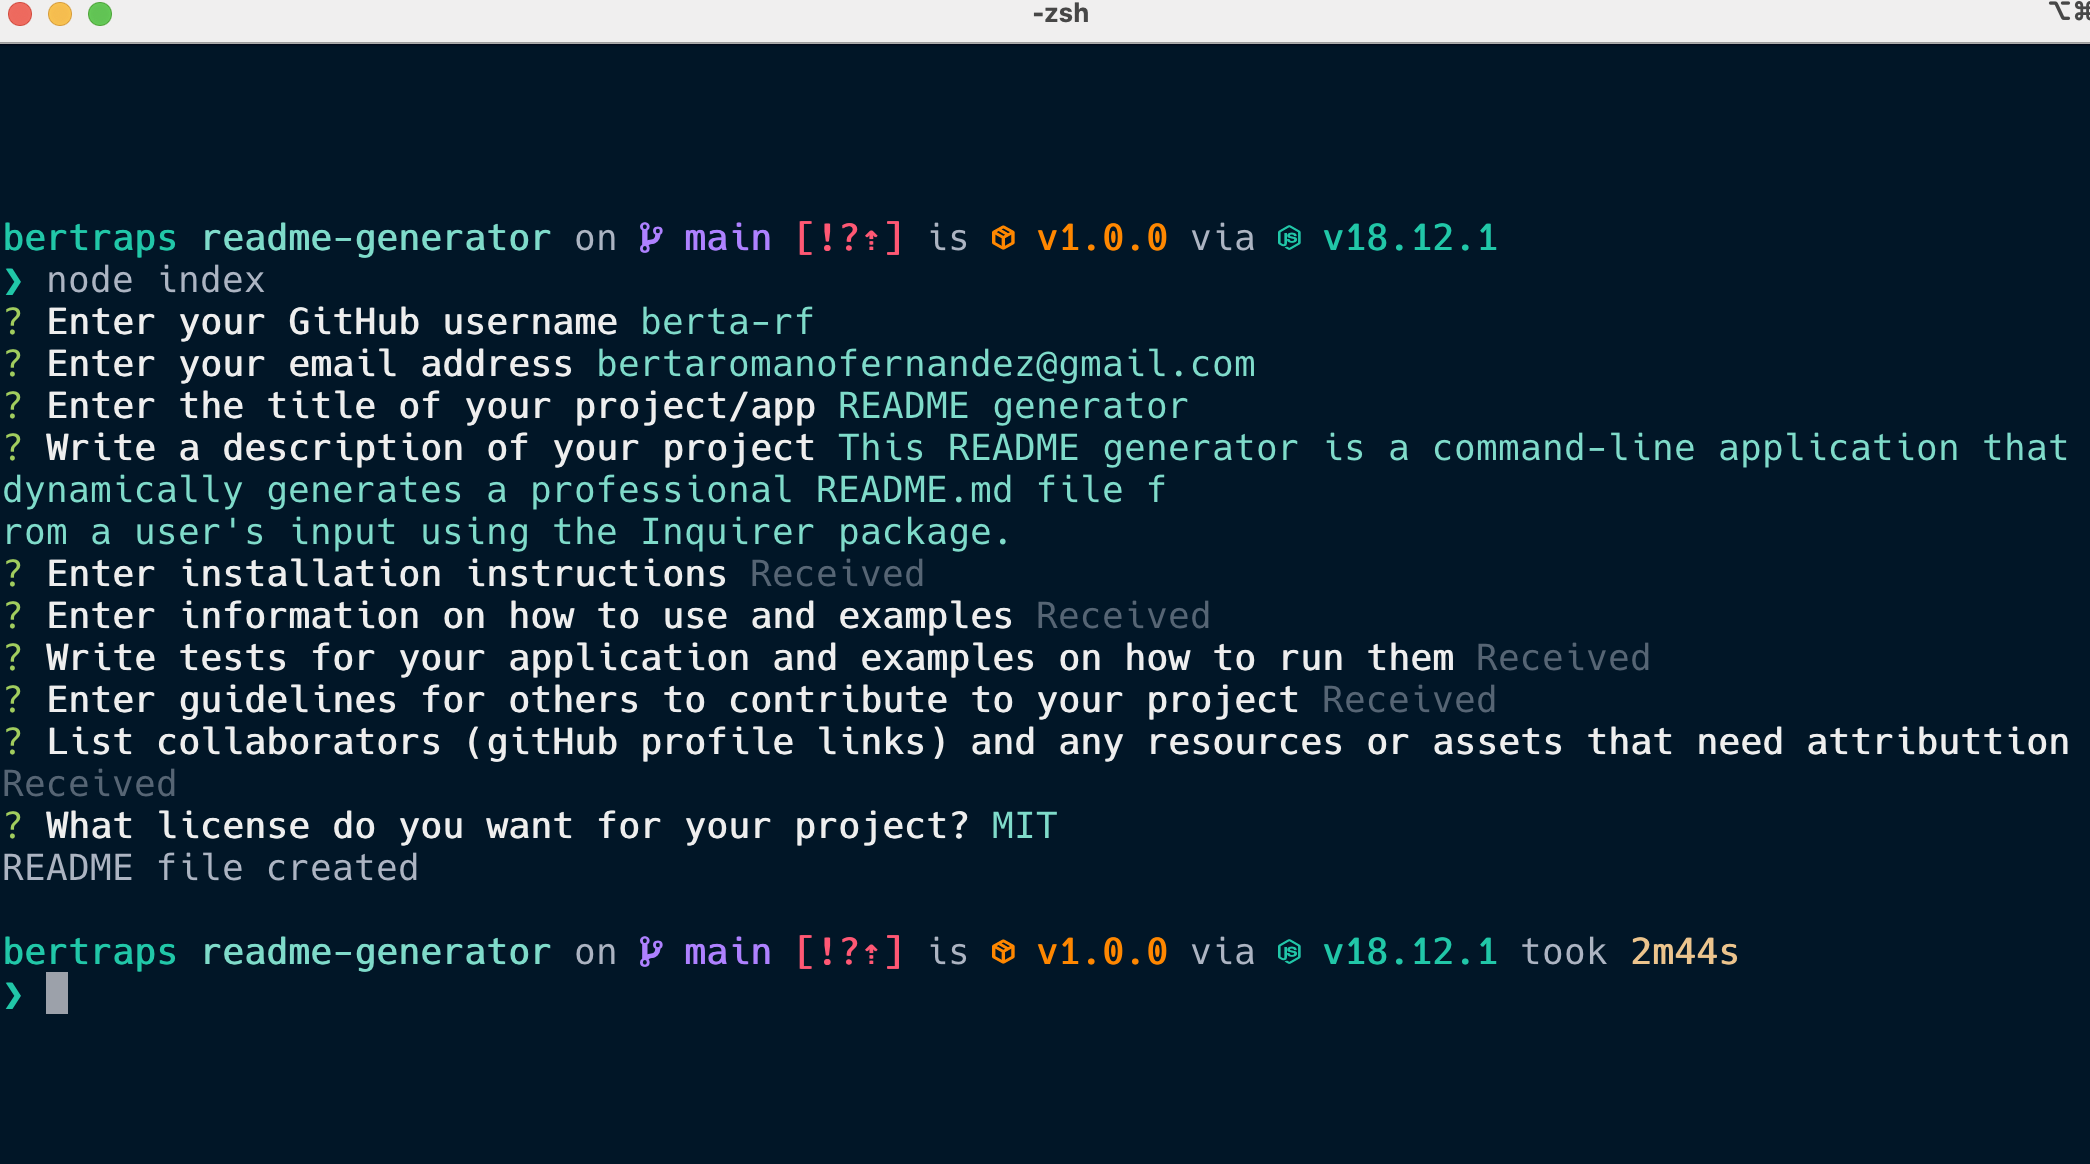 -zsh
⌥⌘
bertraps readme-generator on main [!?⇡] is v1.0.0 via v18.12.1
❯ node index
? Enter your GitHub username berta-rf
? Enter your email address bertaromanofernandez@gmail.com
? Enter the title of your project/app README generator
? Write a description of your project This README generator is a command-line application that
dynamically generates a professional README.md file f
rom a user's input using the Inquirer package.
? Enter installation instructions Received
? Enter information on how to use and examples Received
? Write tests for your application and examples on how to run them Received
? Enter guidelines for others to contribute to your project Received
? List collaborators (gitHub profile links) and any resources or assets that need attributtion
Received
? What license do you want for your project? MIT
README file created
bertraps readme-generator on main [!?⇡] is v1.0.0 via v18.12.1 took 2m44s
❯